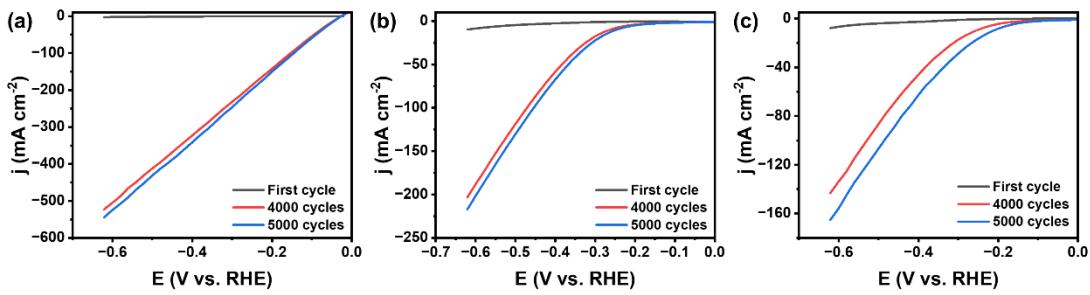 (a)
j (mA cm⁻²)
0
−100
−200
−300
−400
−500
−600
−0.6
−0.4
−0.2
0.0
E (V vs. RHE)
First cycle
4000 cycles
5000 cycles
(b)
j (mA cm⁻²)
0
−50
−100
−150
−200
−250
−0.7
−0.6
−0.5
−0.4
−0.3
−0.2
−0.1
0.0
E (V vs. RHE)
First cycle
4000 cycles
5000 cycles
(c)
j (mA cm⁻²)
0
−40
−80
−120
−160
−0.6
−0.4
−0.2
0.0
E (V vs. RHE)
First cycle
4000 cycles
5000 cycles